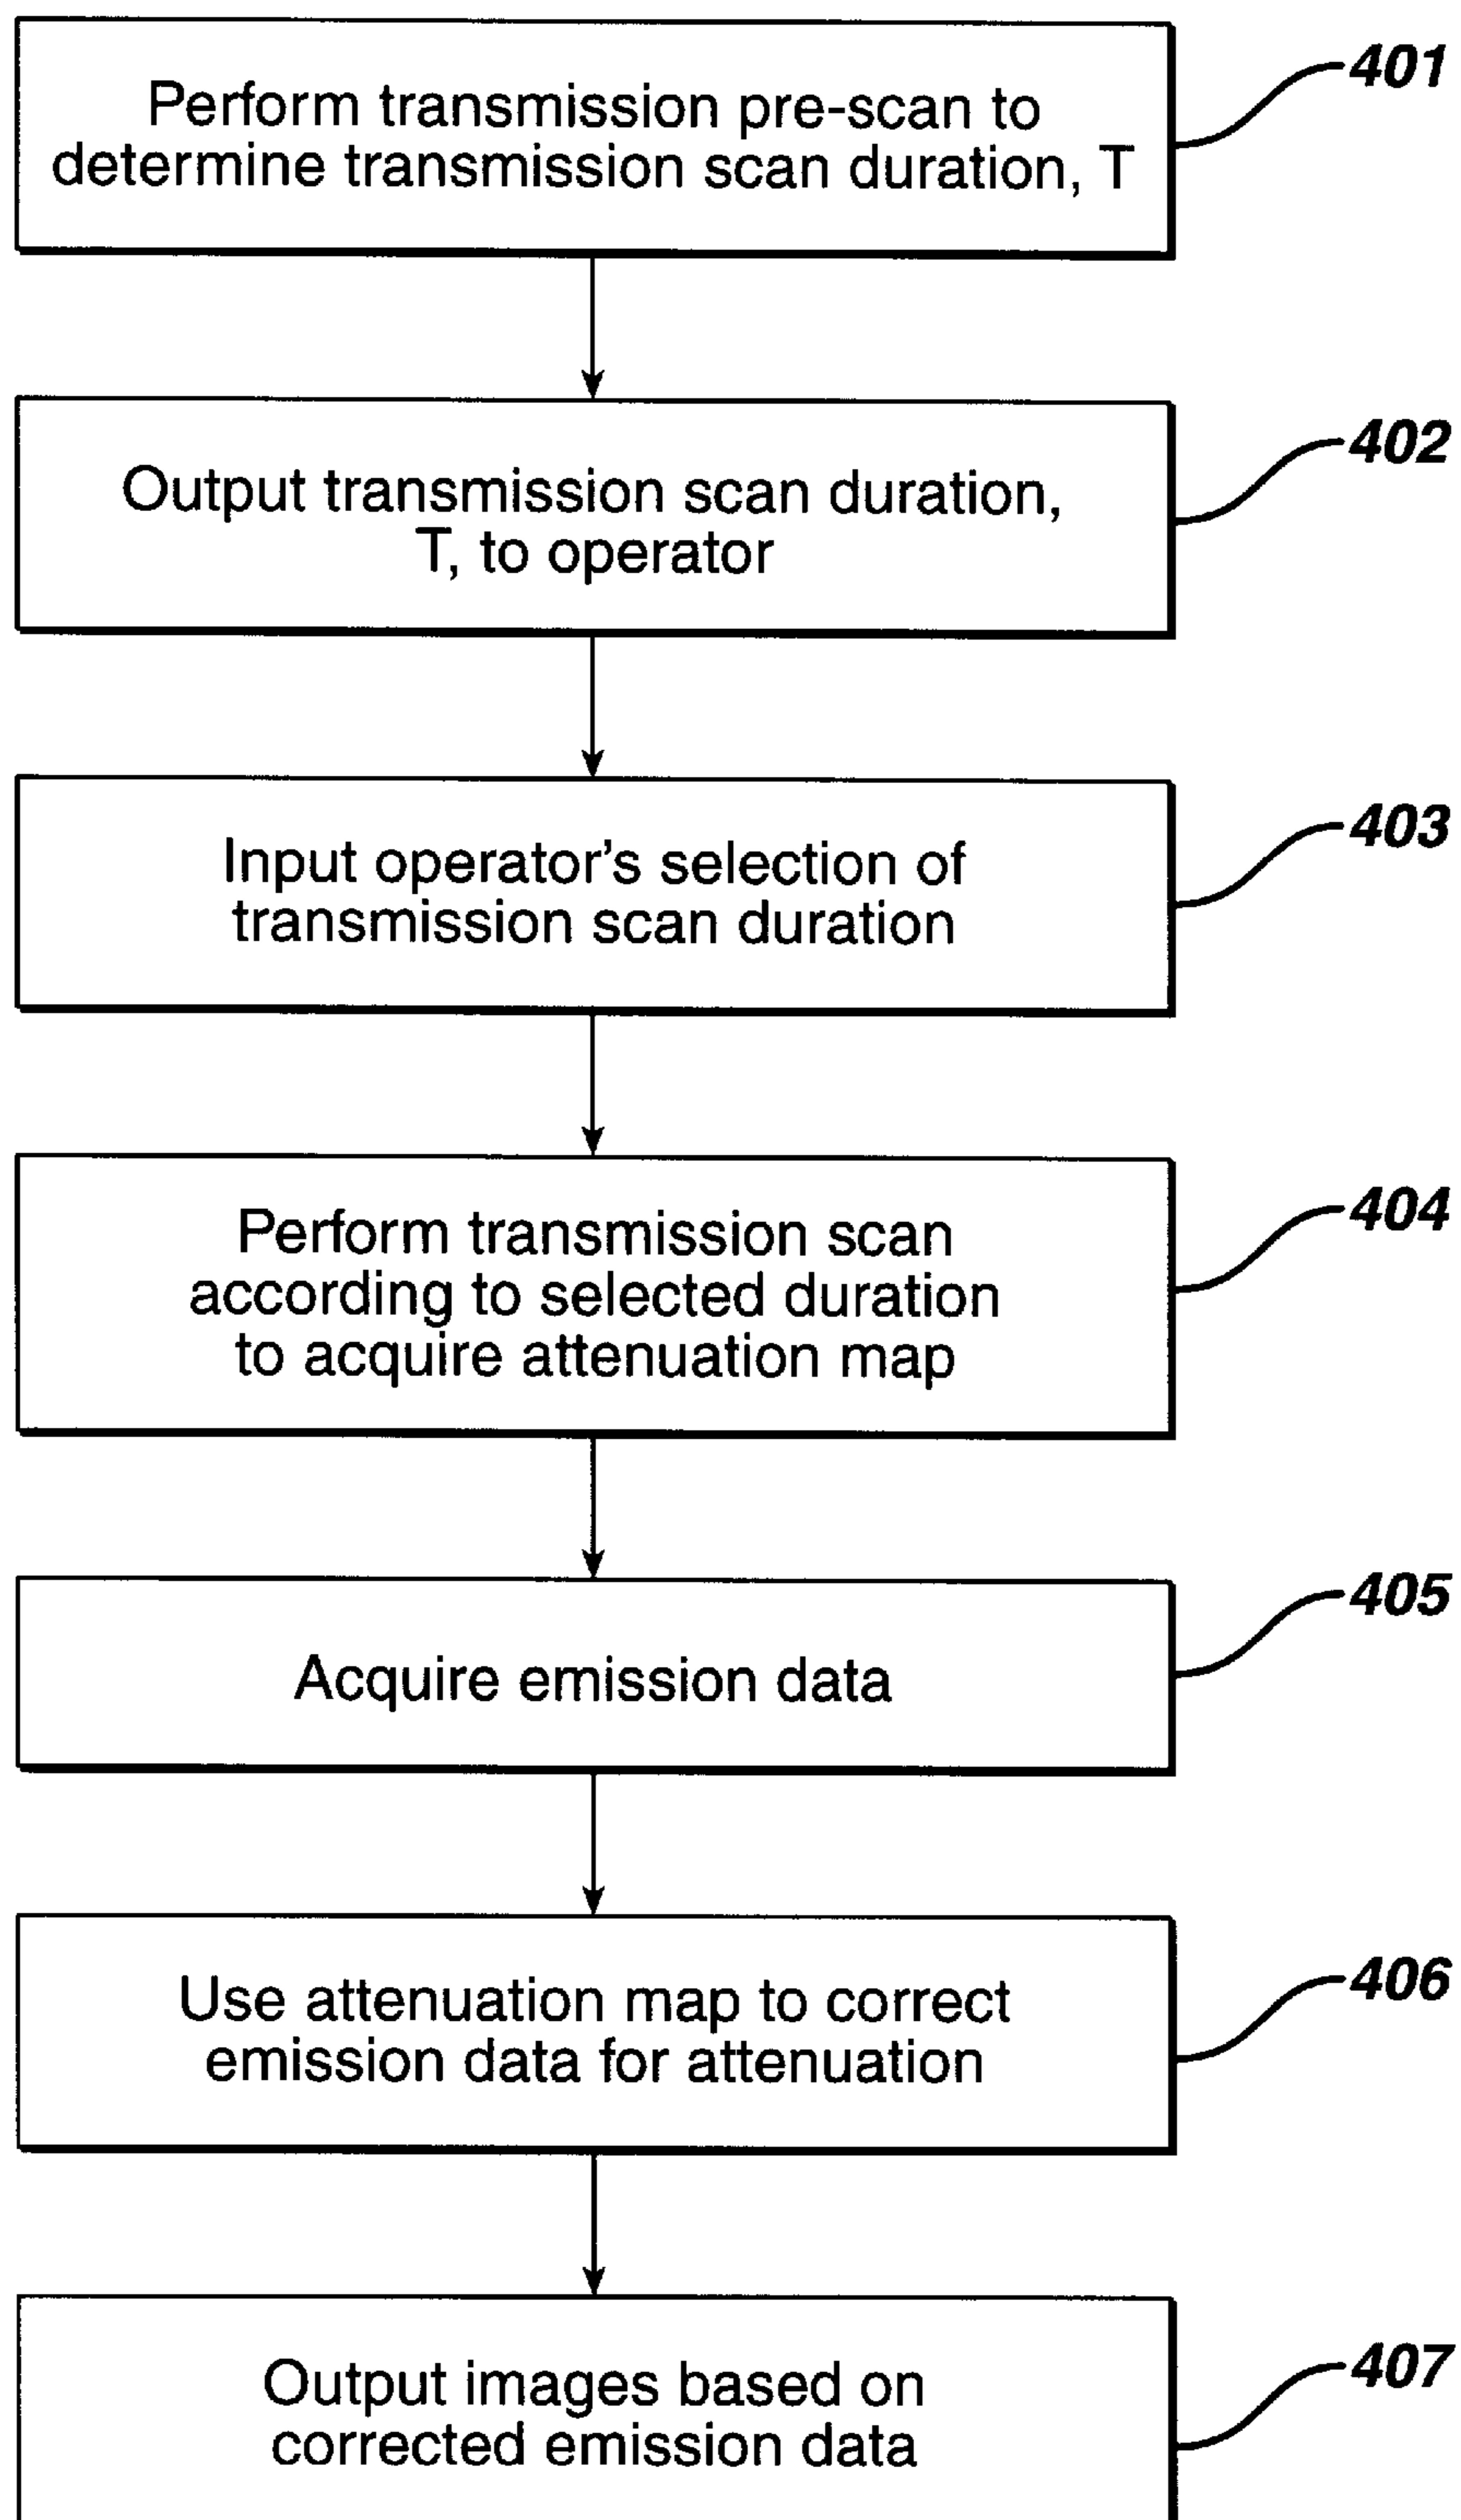 Perform transmission pre-scan to
determine transmission scan duration, T
401
Output transmission scan duration,
T, to operator
402
Input operator's selection of
transmission scan duration
403
Perform transmission scan
according to selected duration
to acquire attenuation map
404
Acquire emission data
405
Use attenuation map to correct
emission data for attenuation
406
Output images based on
corrected emission data
407